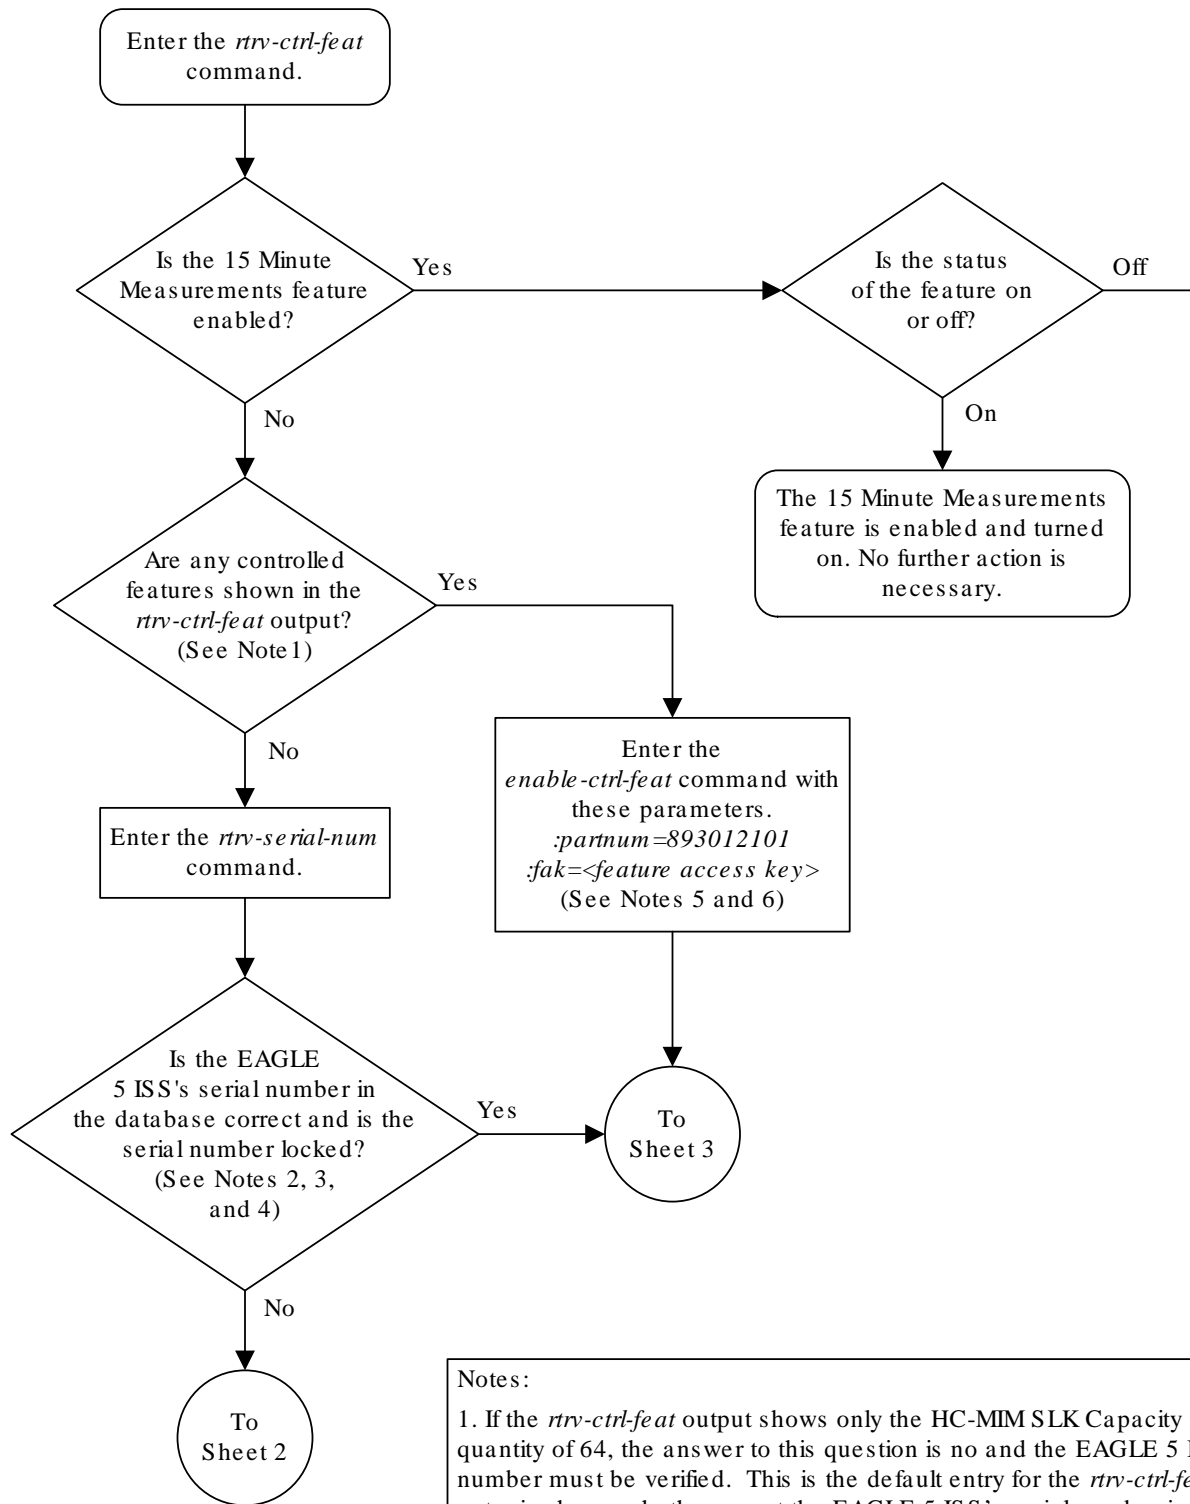 Enter the rtrv-ctrl-feat
command.
Is the 15 Minute
Measurements feature
enabled?
Yes
No
Is the status
of the feature on
or off?
Off
On
The 15 Minute Measurements
feature is enabled and turned
on. No further action is
necessary.
Are any controlled
features shown in the
rtrv-ctrl-feat output?
(See Note1)
Yes
No
Enter the
enable-ctrl-feat command with
these parameters.
:partnum=893012101
:fak=<feature access key>
(See Notes 5 and 6)
Enter the rtrv-serial-num
command.
Is the EAGLE
5 ISS's serial number in
the database correct and is the
serial number locked?
(See Notes 2, 3,
and 4)
Yes
No
To
Sheet 3
To
Sheet 2
Notes:
1. If the rtrv-ctrl-feat output shows only the HC-MIM SLK Capacity
quantity of 64, the answer to this question is no and the EAGLE 5
number must be verified. This is the default entry for the rtrv-ctrl-fe